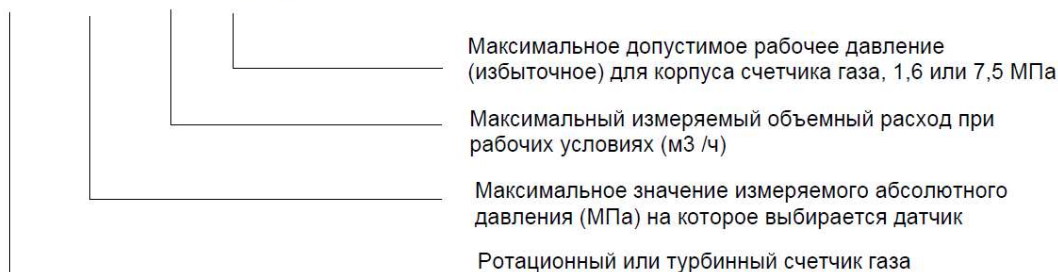 Максимальное допустимое рабочее давление
(избыточное) для корпуса счетчика газа, 1,6 или 7,5 МПа
Максимальный измеряемый объемный расход при
рабочих условиях (м3 /ч)
Максимальное значение измеряемого абсолютного
давления (МПа) на которое выбирается датчик
Ротационный или турбинный счетчик газа